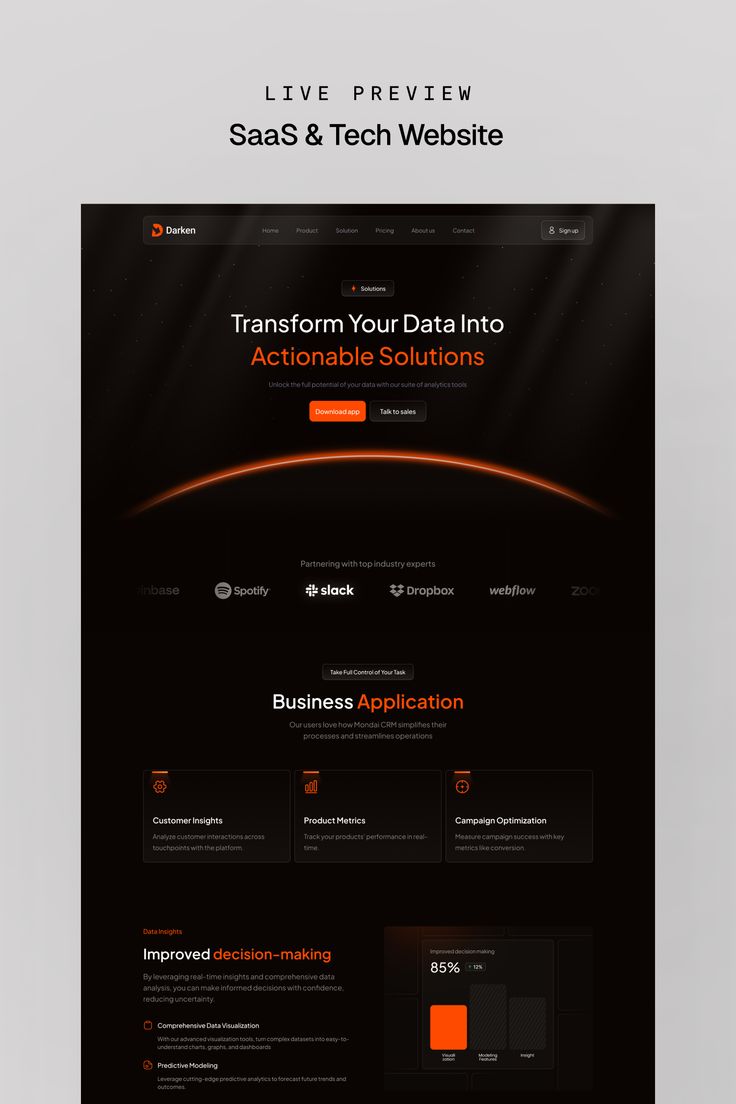 LIVE PREVIEW
SaaS & Tech Website
Darken
Home
Product
Solution
Pricing
About us
Contact
Sign up
Solutions
Transform Your Data Into
Actionable Solutions
Unlock the full potential of your data with our suite of analytics tools
Download app
Talk to sales
Partnering with top industry experts
inbase
Spotify
slack
Dropbox
webflow
ZOO
Take Full Control of Your Task
Business Application
Our users love how Mondai CRM simplifies their
processes and streamlines operations
Customer Insights
Analyze customer interactions across
touchpoints with the platform.
Product Metrics
Track your products' performance in real-
time.
Campaign Optimization
Measure campaign success with key
metrics like conversion.
Data Insights
Improved decision-making
By leveraging real-time insights and comprehensive data
analysis, you can make informed decisions with confidence,
reducing uncertainty.
Comprehensive Data Visualization
With our advanced visualization tools, turn complex datasets into easy-to-
understand charts, graphs, and dashboards
Predictive Modeling
Leverage cutting-edge predictive analytics to forecast future trends and
outcomes.
Improved decision making
85%
12%
Visuali
zation
Modeling
Features
Insight